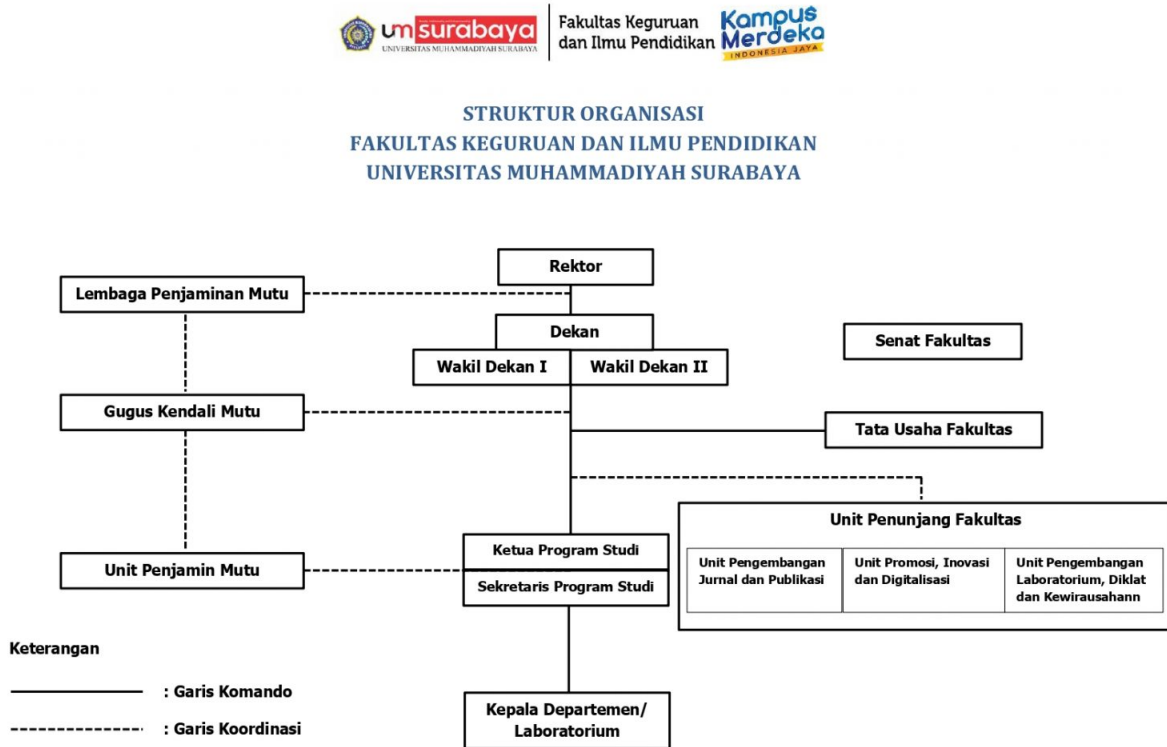 um surabaya
UNIVERSITAS MUHAMMADIYAH SURABAYA
Fakultas Keguruan
dan Ilmu Pendidikan
Kampus
Merdeka
INDONESIA JAYA
STRUKTUR ORGANISASI
FAKULTAS KEGURUAN DAN ILMU PENDIDIKAN
UNIVERSITAS MUHAMMADIYAH SURABAYA
Rektor
Lembaga Penjaminan Mutu
Dekan
Senat Fakultas
Wakil Dekan I
Wakil Dekan II
Gugus Kendali Mutu
Tata Usaha Fakultas
Unit Penunjang Fakultas
Ketua Program Studi
Unit Penjamin Mutu
Sekretaris Program Studi
Unit Pengembangan
Jurnal dan Publikasi
Unit Promosi, Inovasi
dan Digitalisasi
Unit Pengembangan
Laboratorium, Diklat
dan Kewirausahann
Keterangan
: Garis Komando
: Garis Koordinasi
Kepala Departemen/
Laboratorium